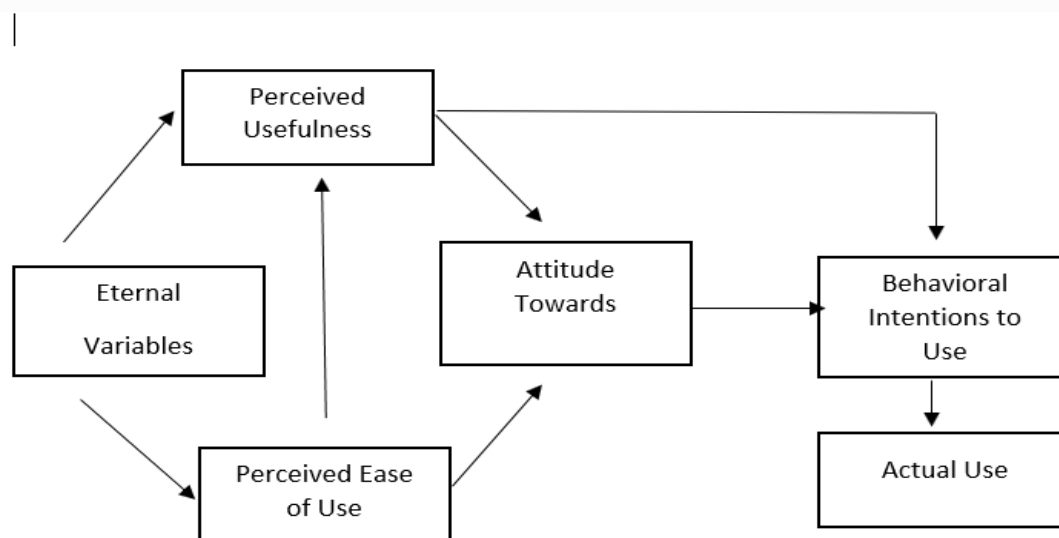 Perceived
Usefulness
Eternal
Variables
Attitude
Towards
Behavioral
Intentions to
Use
Perceived Ease
of Use
Actual Use